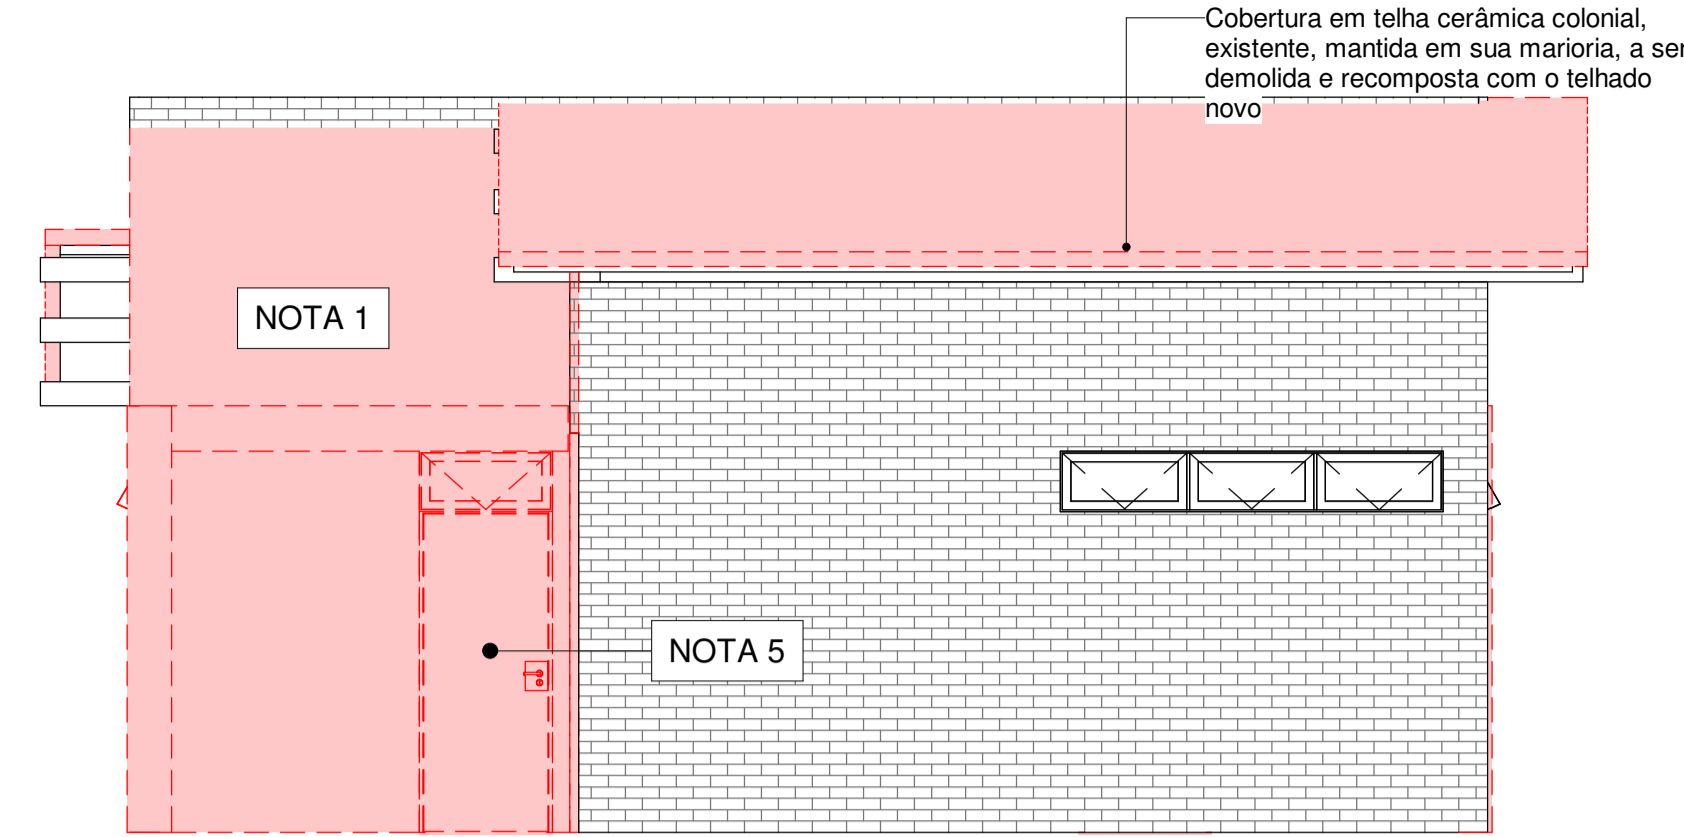 Cobertura em telha cerâmica colonial,
existente, mantida em sua marioria, a ser
demolida e recomposta com o telhado
novo
NOTA 1
NOTA 5